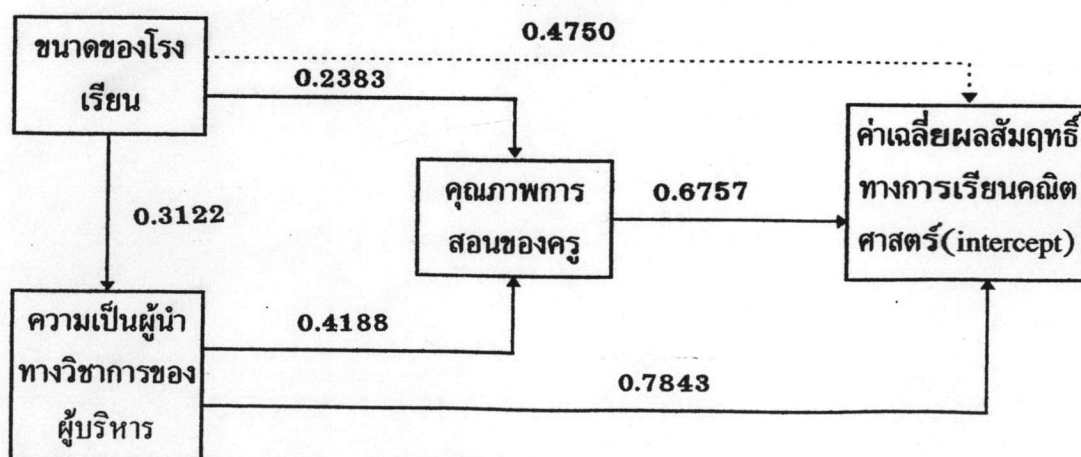 0.4750
ขนาดของโรง
เรียน
0.2383
ค่าเฉลี่ยผลสัมฤทธิ์
ทางการเรียนคณิต
ศาสตร์(intercept)
คุณภาพการ
สอนของครู
0.6757
0.3122
ความเป็นผู้นำ
ทางวิชาการของ
ผู้บริหาร
0.4188
0.7843